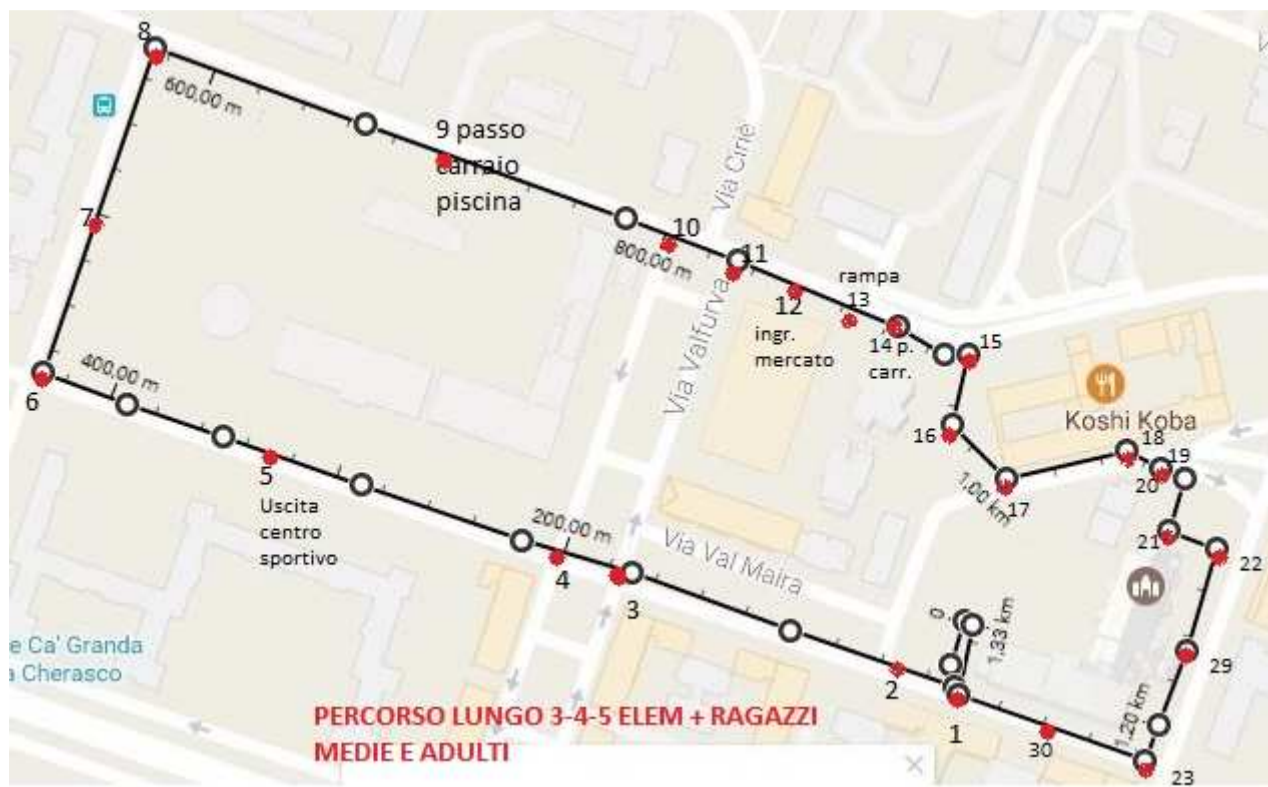 8
600,00 m
9 passo
carraio
piscina
7
10
800,00 m
11
Via Ciriè
Via Valfurva
12
ingr.
mercato
rampa
13
14 p.
carr.
15
16
Koshi Koba
1,00 km
17
18
19
20
21
22
6
400,00 m
5
Uscita
centro
sportivo
200,00 m
4
3
Via Val Maira
0
1,33 km
2
1
30
1,20 km
29
23
e Ca' Granda
a Cherasco
PERCORSO LUNGO 3-4-5 ELEM + RAGAZZI
MEDIE E ADULTI